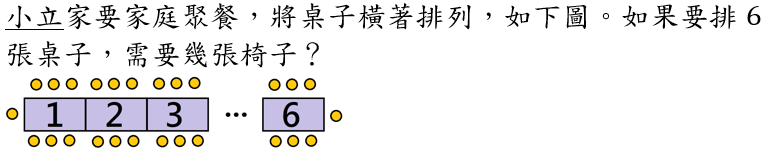 小立家要家庭聚餐，將桌子橫著排列，如下圖。如果要排 6
張桌子，需要幾張椅子？
1 2 3 … 6